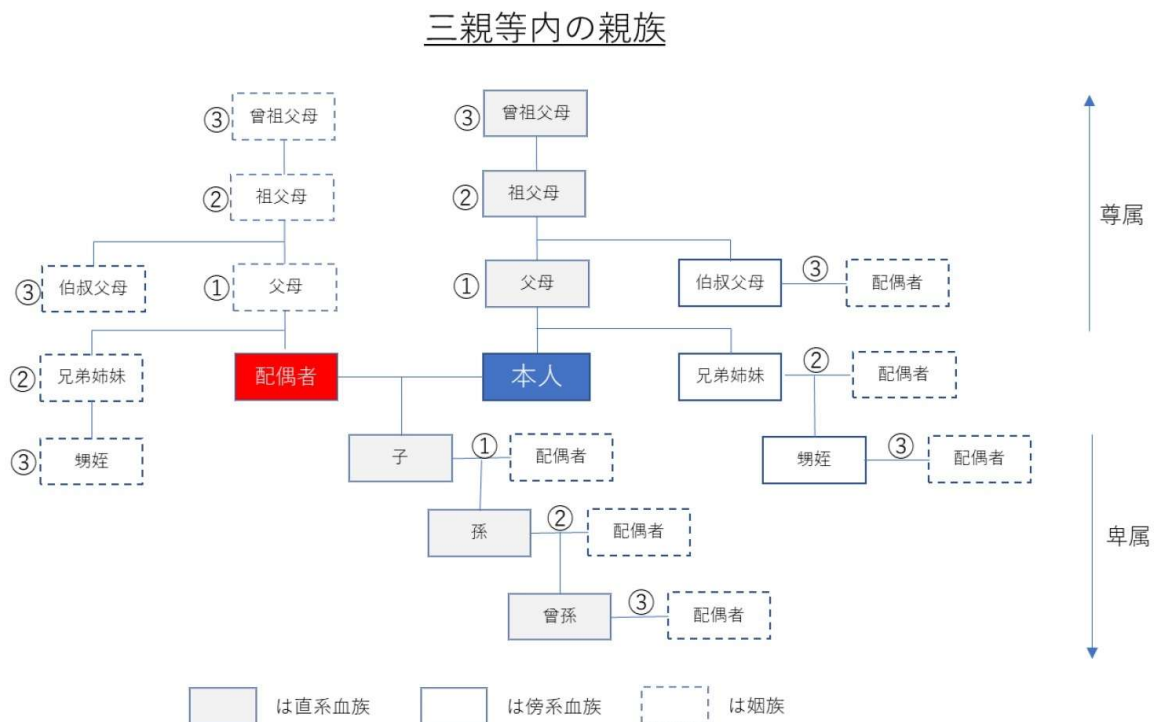 三親等内の親族
③ 曾祖父母
③ 曾祖父母
② 祖父母
② 祖父母
尊属
③ 伯叔父母
① 父母
① 父母
伯叔父母 ③ 配偶者
② 兄弟姉妹
配偶者
本人
兄弟姉妹 ② 配偶者
③ 甥姪
子 ① 配偶者
甥姪 ③ 配偶者
孫 ② 配偶者
卑属
曾孫 ③ 配偶者
は直系血族
は傍系血族
は姻族